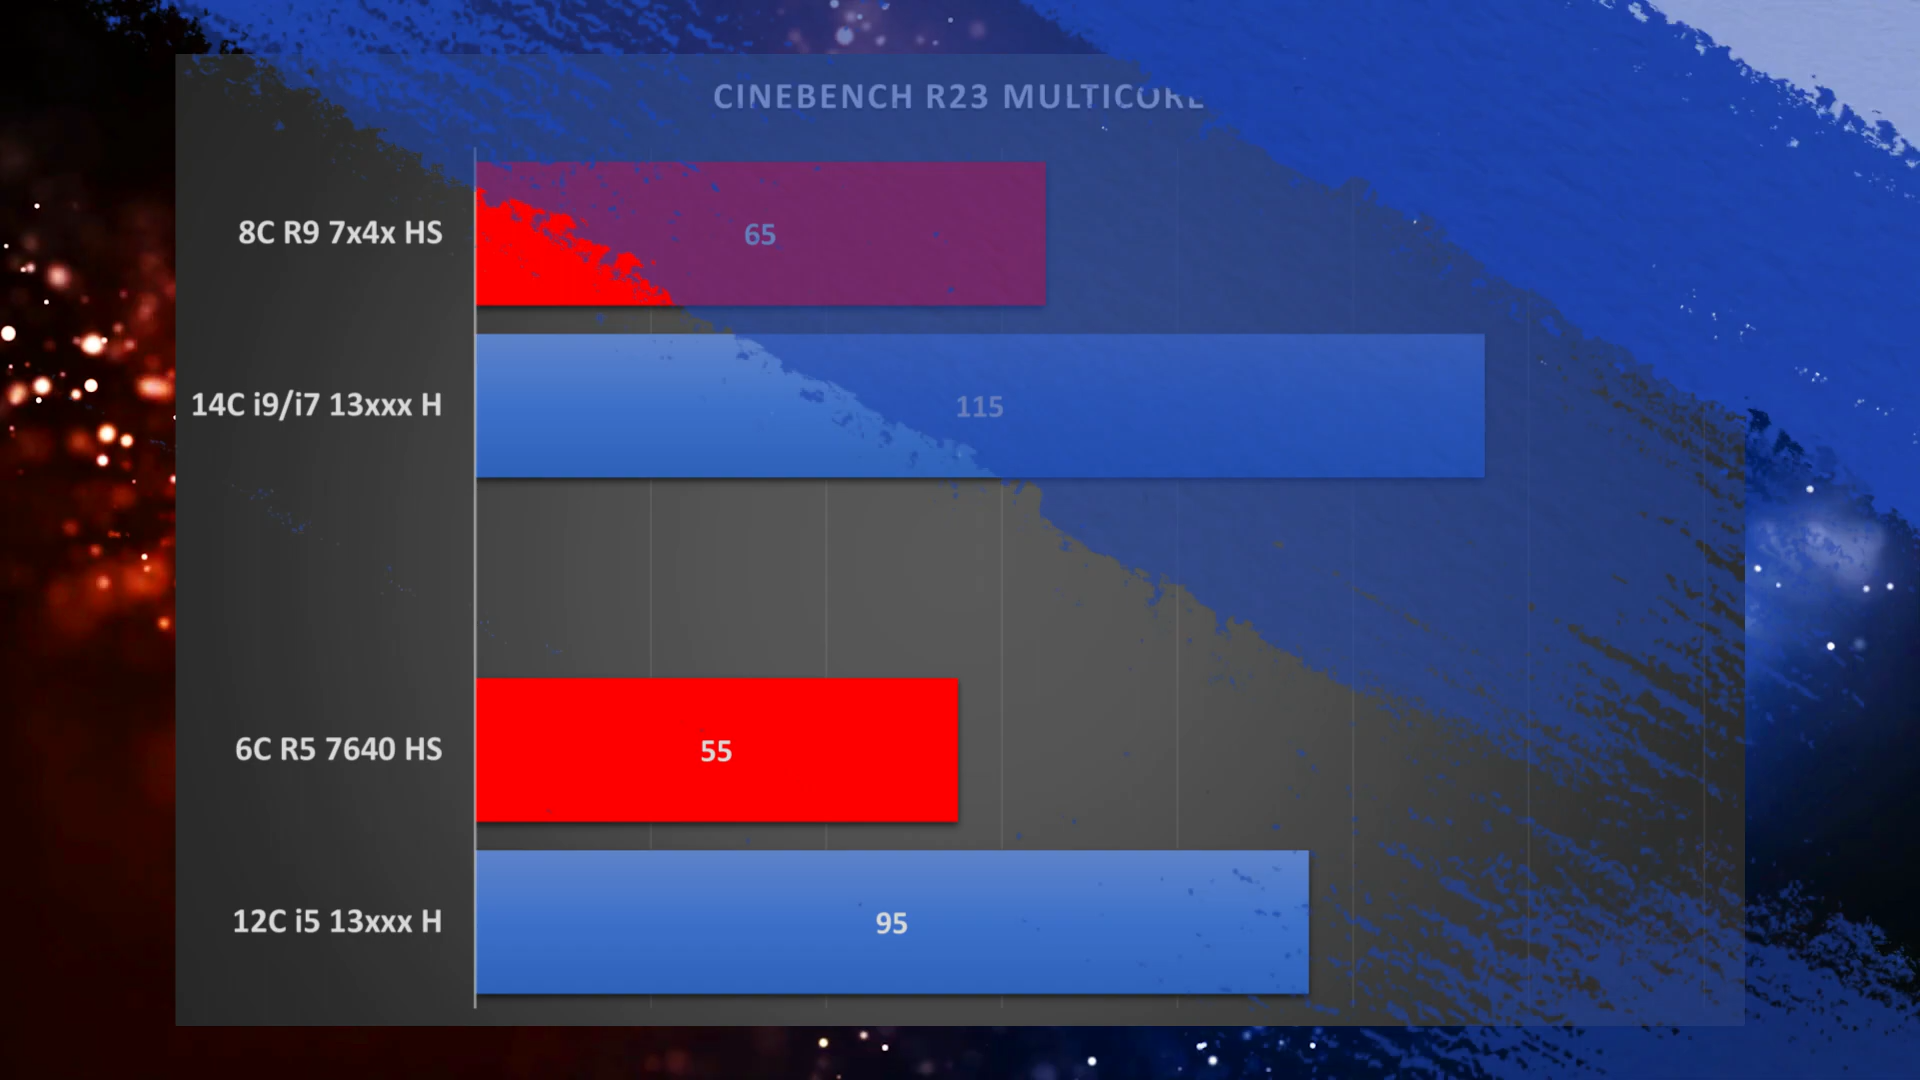 CINEBENCH R23 MULTICORE
8C R9 7x4x HS
65
14C i9/i7 13xxx H
115
6C R5 7640 HS
55
12C i5 13xxx H
95